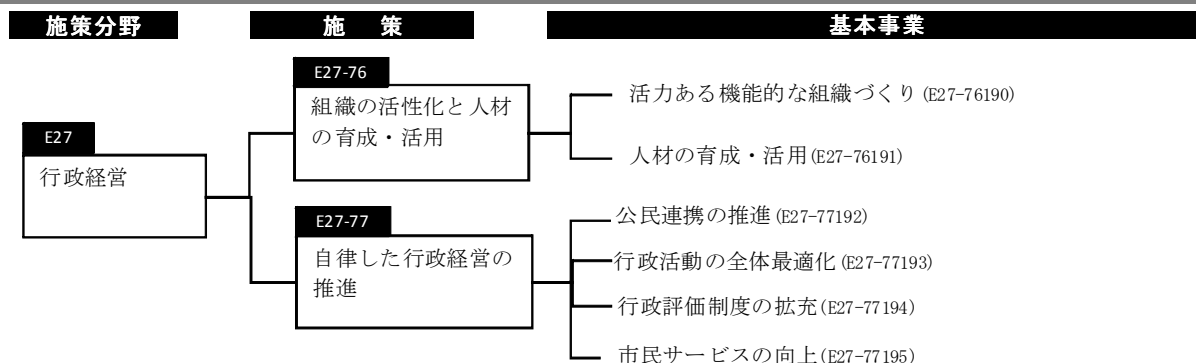 施策分野
施　策
基本事業
E27
行政経営
E27-76
組織の活性化と人材
の育成・活用
活力ある機能的な組織づくり(E27-76190)
人材の育成・活用(E27-76191)
E27-77
自律した行政経営の
推進
公民連携の推進(E27-77192)
行政活動の全体最適化(E27-77193)
行政評価制度の拡充(E27-77194)
市民サービスの向上(E27-77195)